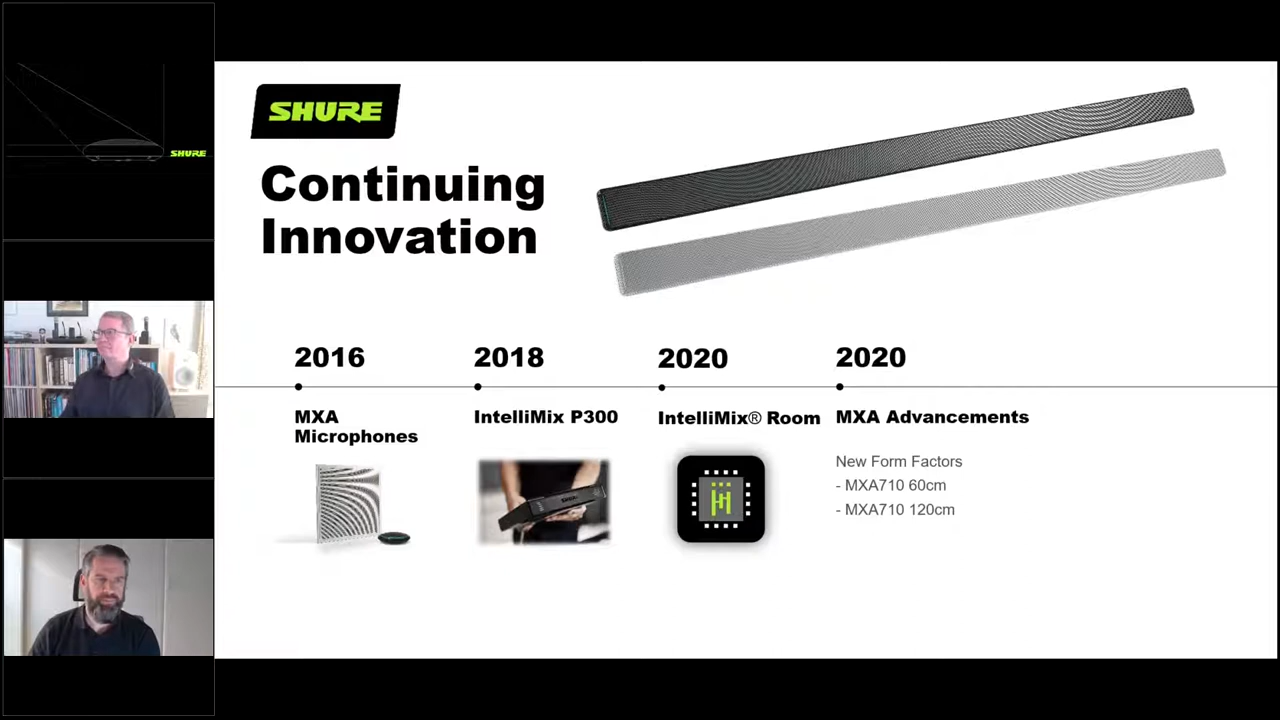 SHURE
SHURE
Continuing
Innovation
2016
2018
2020
2020
MXA
Microphones
IntelliMix P300
IntelliMix® Room
MXA Advancements
SHURE
New Form Factors
- MXA710 60cm
- MXA710 120cm